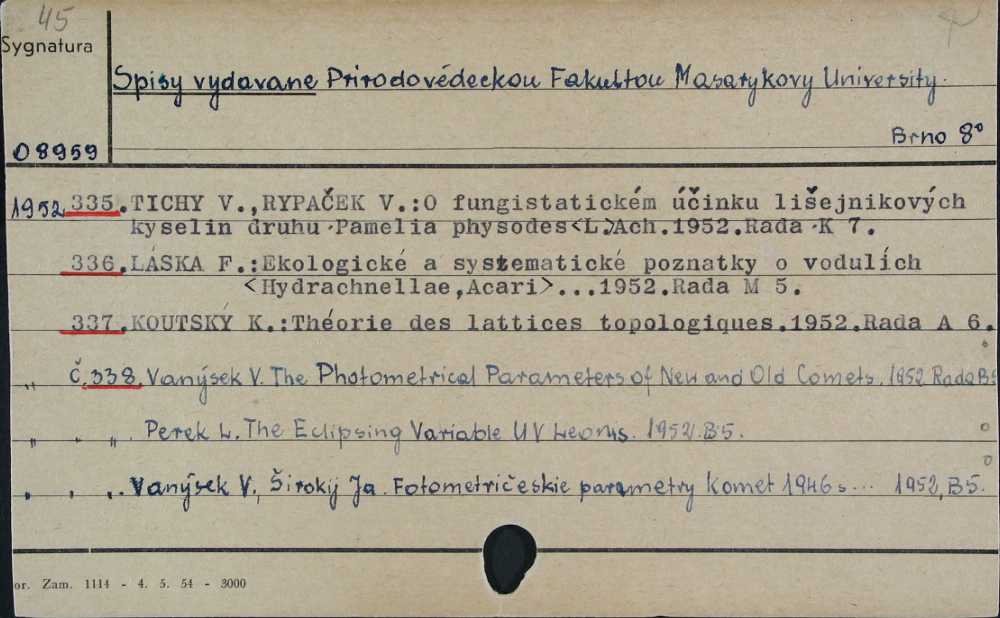 45
Sygnatura
Spisy vydavane Prirodovédeckou Fakultou Masarykovy University.
08959
Brno 8°
1952 335.TICHY V.,RYPAČEK V.:O fungistatickém účinku lišejnikových
kyselin druhu Pamelia physodes<L.>Ach.1952.Rada K 7.
336.LÁSKA F.:Ekologické a systematické poznatky o vodulích
<Hydrachnellae,Acari>...1952.Rada M 5.
337.KOUTSKÝ K.:Théorie des lattices topologiques.1952.Rada A 6.
„ Č.338. Vanýsek V. The Photometrical Parameters of New and Old Comets. 1952 Rada B5
„ „ „. Perek L. The Eclipsing Variable UV Leonis. 1952.B5.
„ „ „. Vanýsek V., Širokij Ja. Fotometričeskie parametry komet 1946 s... 1952, B5.
or. Zam. 1114 - 4. 5. 54 - 3000